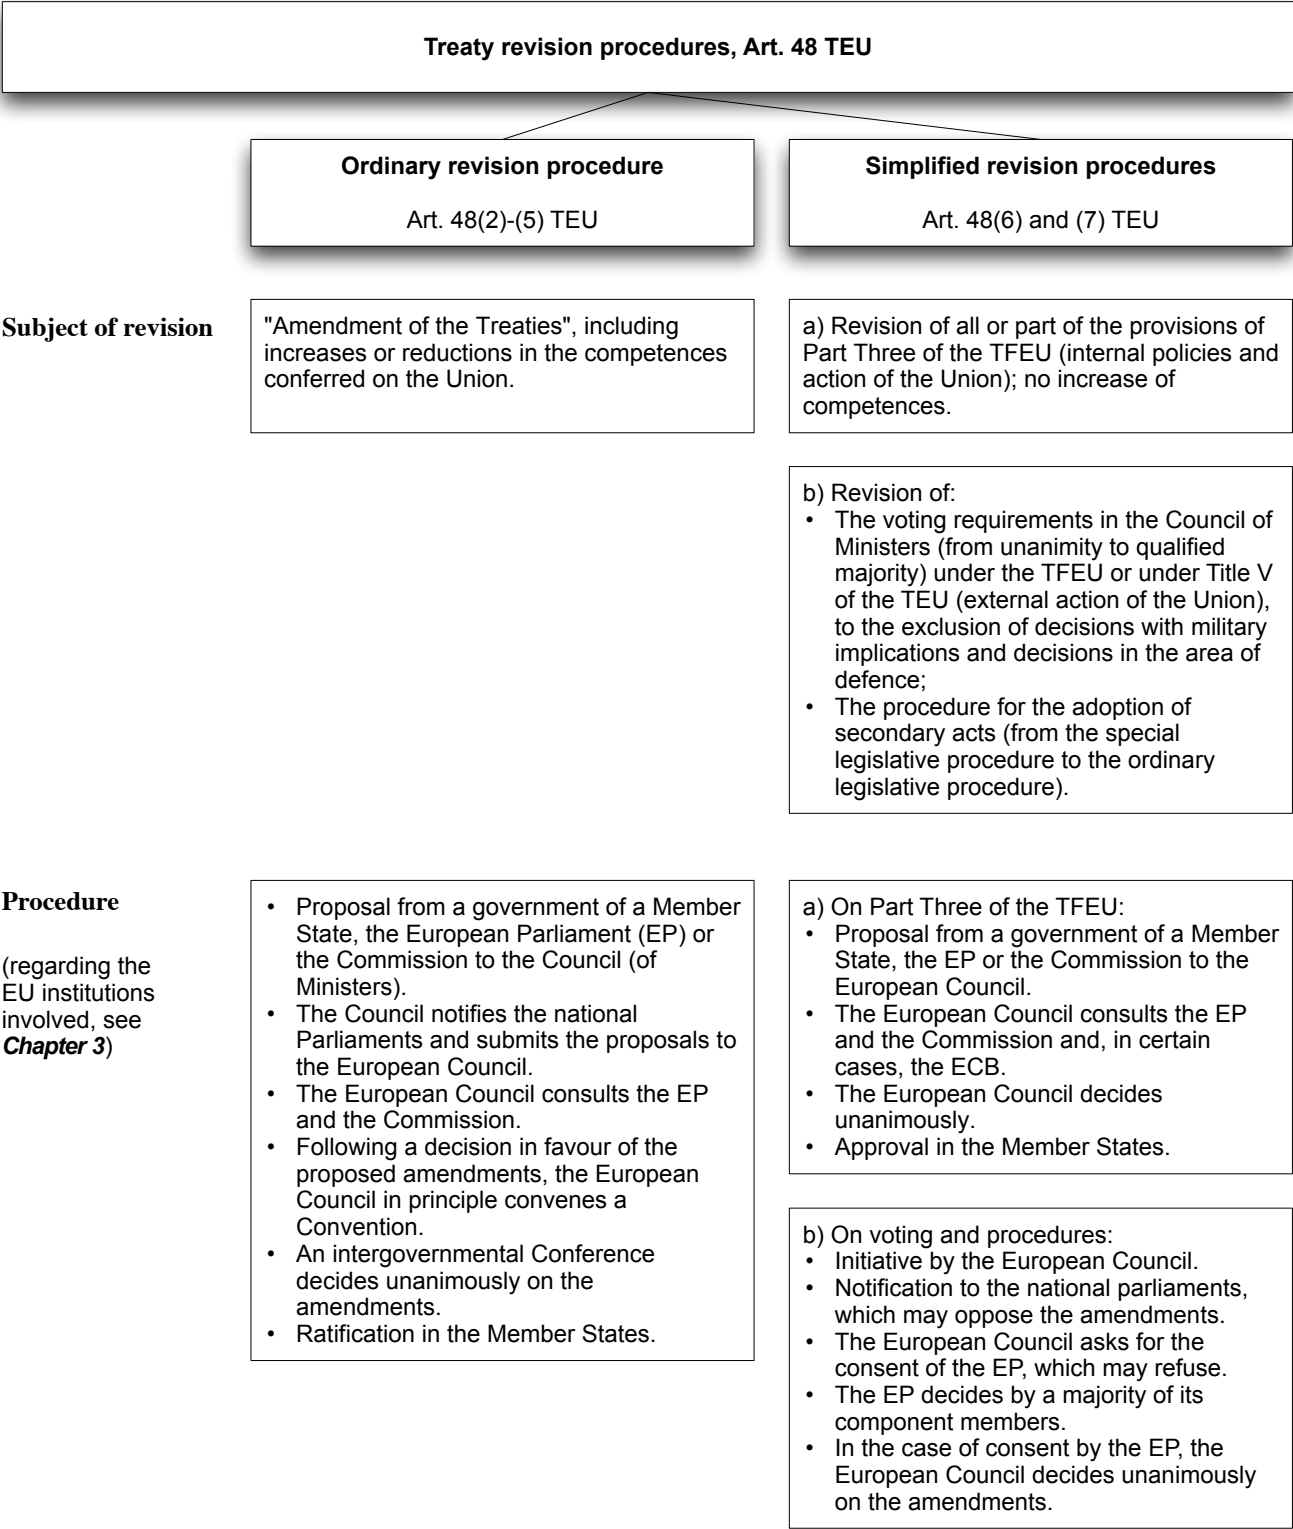 Treaty revision procedures, Art. 48 TEU
Ordinary revision procedure
Art. 48(2)-(5) TEU
Simplified revision procedures
Art. 48(6) and (7) TEU
Subject of revision
"Amendment of the Treaties", including
increases or reductions in the competences
conferred on the Union.
a) Revision of all or part of the provisions of
Part Three of the TFEU (internal policies and
action of the Union); no increase of
competences.
b) Revision of:
• The voting requirements in the Council of
Ministers (from unanimity to qualified
majority) under the TFEU or under Title V
of the TEU (external action of the Union),
to the exclusion of decisions with military
implications and decisions in the area of
defence;
• The procedure for the adoption of
secondary acts (from the special
legislative procedure to the ordinary
legislative procedure).
Procedure
(regarding the
EU institutions
involved, see
Chapter 3)
• Proposal from a government of a Member
State, the European Parliament (EP) or
the Commission to the Council (of
Ministers).
• The Council notifies the national
Parliaments and submits the proposals to
the European Council.
• The European Council consults the EP
and the Commission.
• Following a decision in favour of the
proposed amendments, the European
Council in principle convenes a
Convention.
• An intergovernmental Conference
decides unanimously on the
amendments.
• Ratification in the Member States.
a) On Part Three of the TFEU:
• Proposal from a government of a Member
State, the EP or the Commission to the
European Council.
• The European Council consults the EP
and the Commission and, in certain
cases, the ECB.
• The European Council decides
unanimously.
• Approval in the Member States.
b) On voting and procedures:
• Initiative by the European Council.
• Notification to the national parliaments,
which may oppose the amendments.
• The European Council asks for the
consent of the EP, which may refuse.
• The EP decides by a majority of its
component members.
• In the case of consent by the EP, the
European Council decides unanimously
on the amendments.